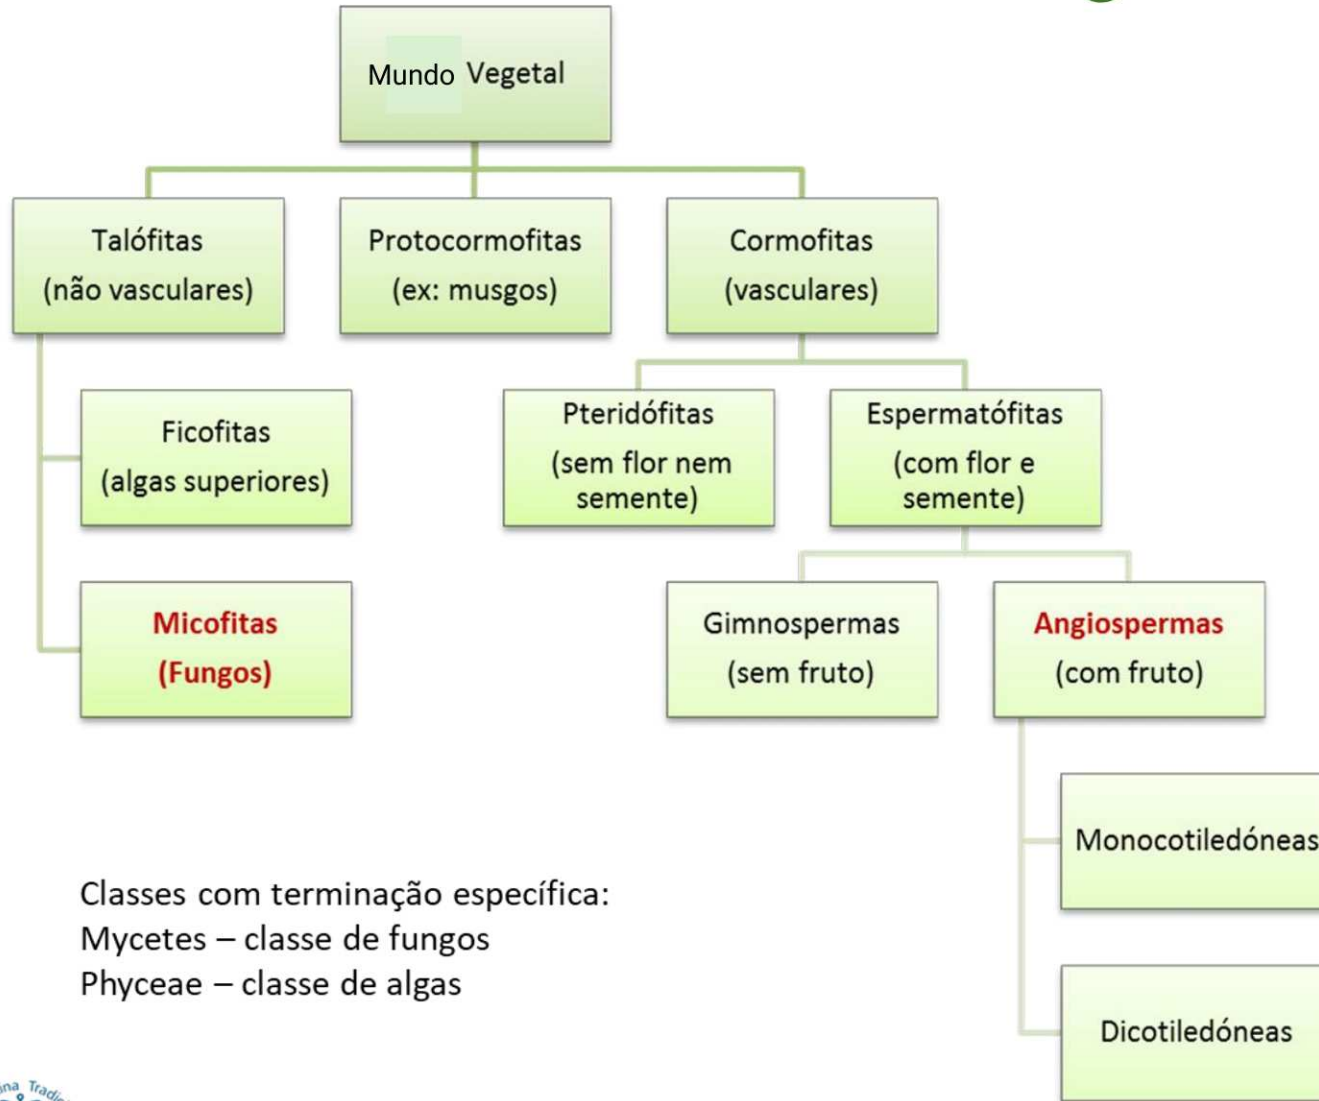 Mundo Vegetal
Talófitas
(não vasculares)
Protocormofitas
(ex: musgos)
Cormofitas
(vasculares)
Ficofitas
(algas superiores)
Pteridófitas
(sem flor nem
semente)
Espermatófitas
(com flor e
semente)
Micofitas
(Fungos)
Gimnospermas
(sem fruto)
Angiospermas
(com fruto)
Monocotiledóneas
Dicotiledóneas
Classes com terminação específica:
Mycetes – classe de fungos
Phyceae – classe de algas